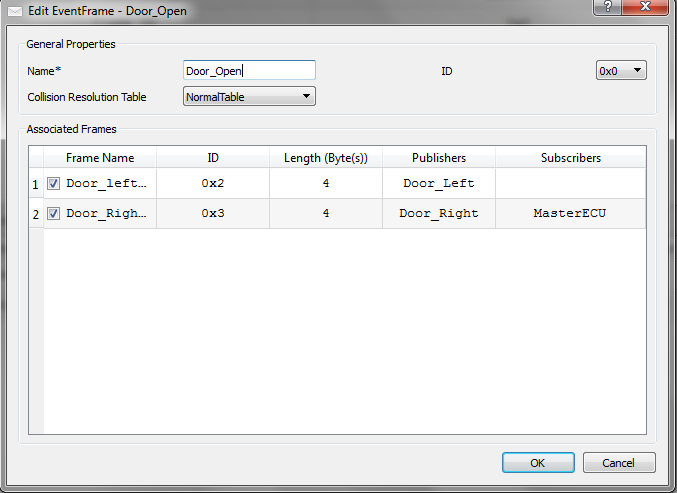 Edit EventFrame - Door_Open
General Properties
Name* Door_Open ID 0x0
Collision Resolution Table NormalTable
Associated Frames
Frame Name ID Length (Byte(s)) Publishers Subscribers
1 Door_left... 0x2 4 Door_Left
2 Door_Righ... 0x3 4 Door_Right MasterECU
OK Cancel